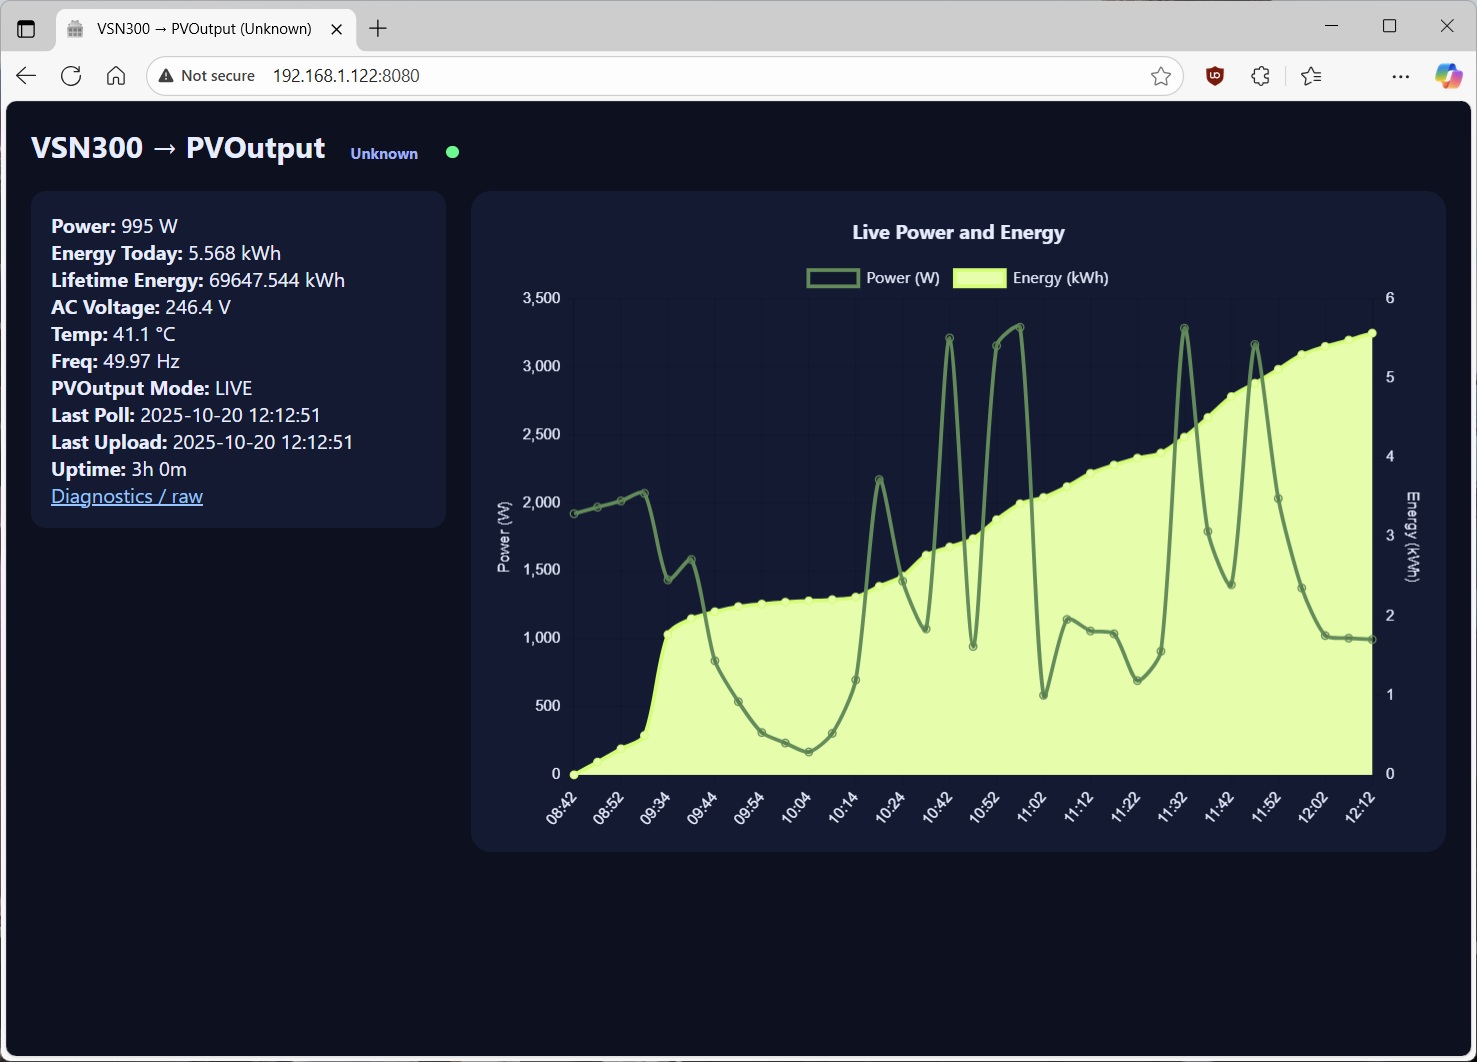 VSN300 → PVOutput (Unknown)
Not secure 192.168.1.122:8080
VSN300 → PVOutput Unknown
Power: 995 W
Energy Today: 5.568 kWh
Lifetime Energy: 69647.544 kWh
AC Voltage: 246.4 V
Temp: 41.1 °C
Freq: 49.97 Hz
PVOutput Mode: LIVE
Last Poll: 2025-10-20 12:12:51
Last Upload: 2025-10-20 12:12:51
Uptime: 3h 0m
Diagnostics / raw
Live Power and Energy
Power (W) Energy (kWh)
Power (W)
3,500
3,000
2,500
2,000
1,500
1,000
500
0
6
5
4
3
2
1
0
Energy (kWh)
08:42 08:52 09:34 09:44 09:54 10:04 10:14 10:24 10:42 10:52 11:02 11:12 11:22 11:32 11:42 11:52 12:02 12:12